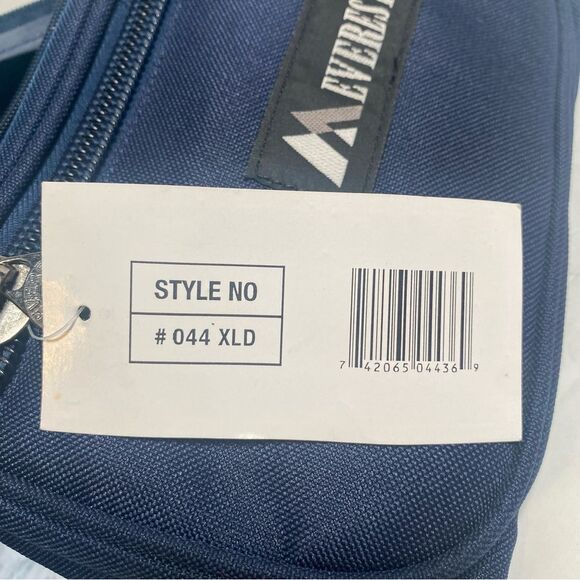 EVEREST
STYLE NO
# 044 XLD
7 42065 04436 9